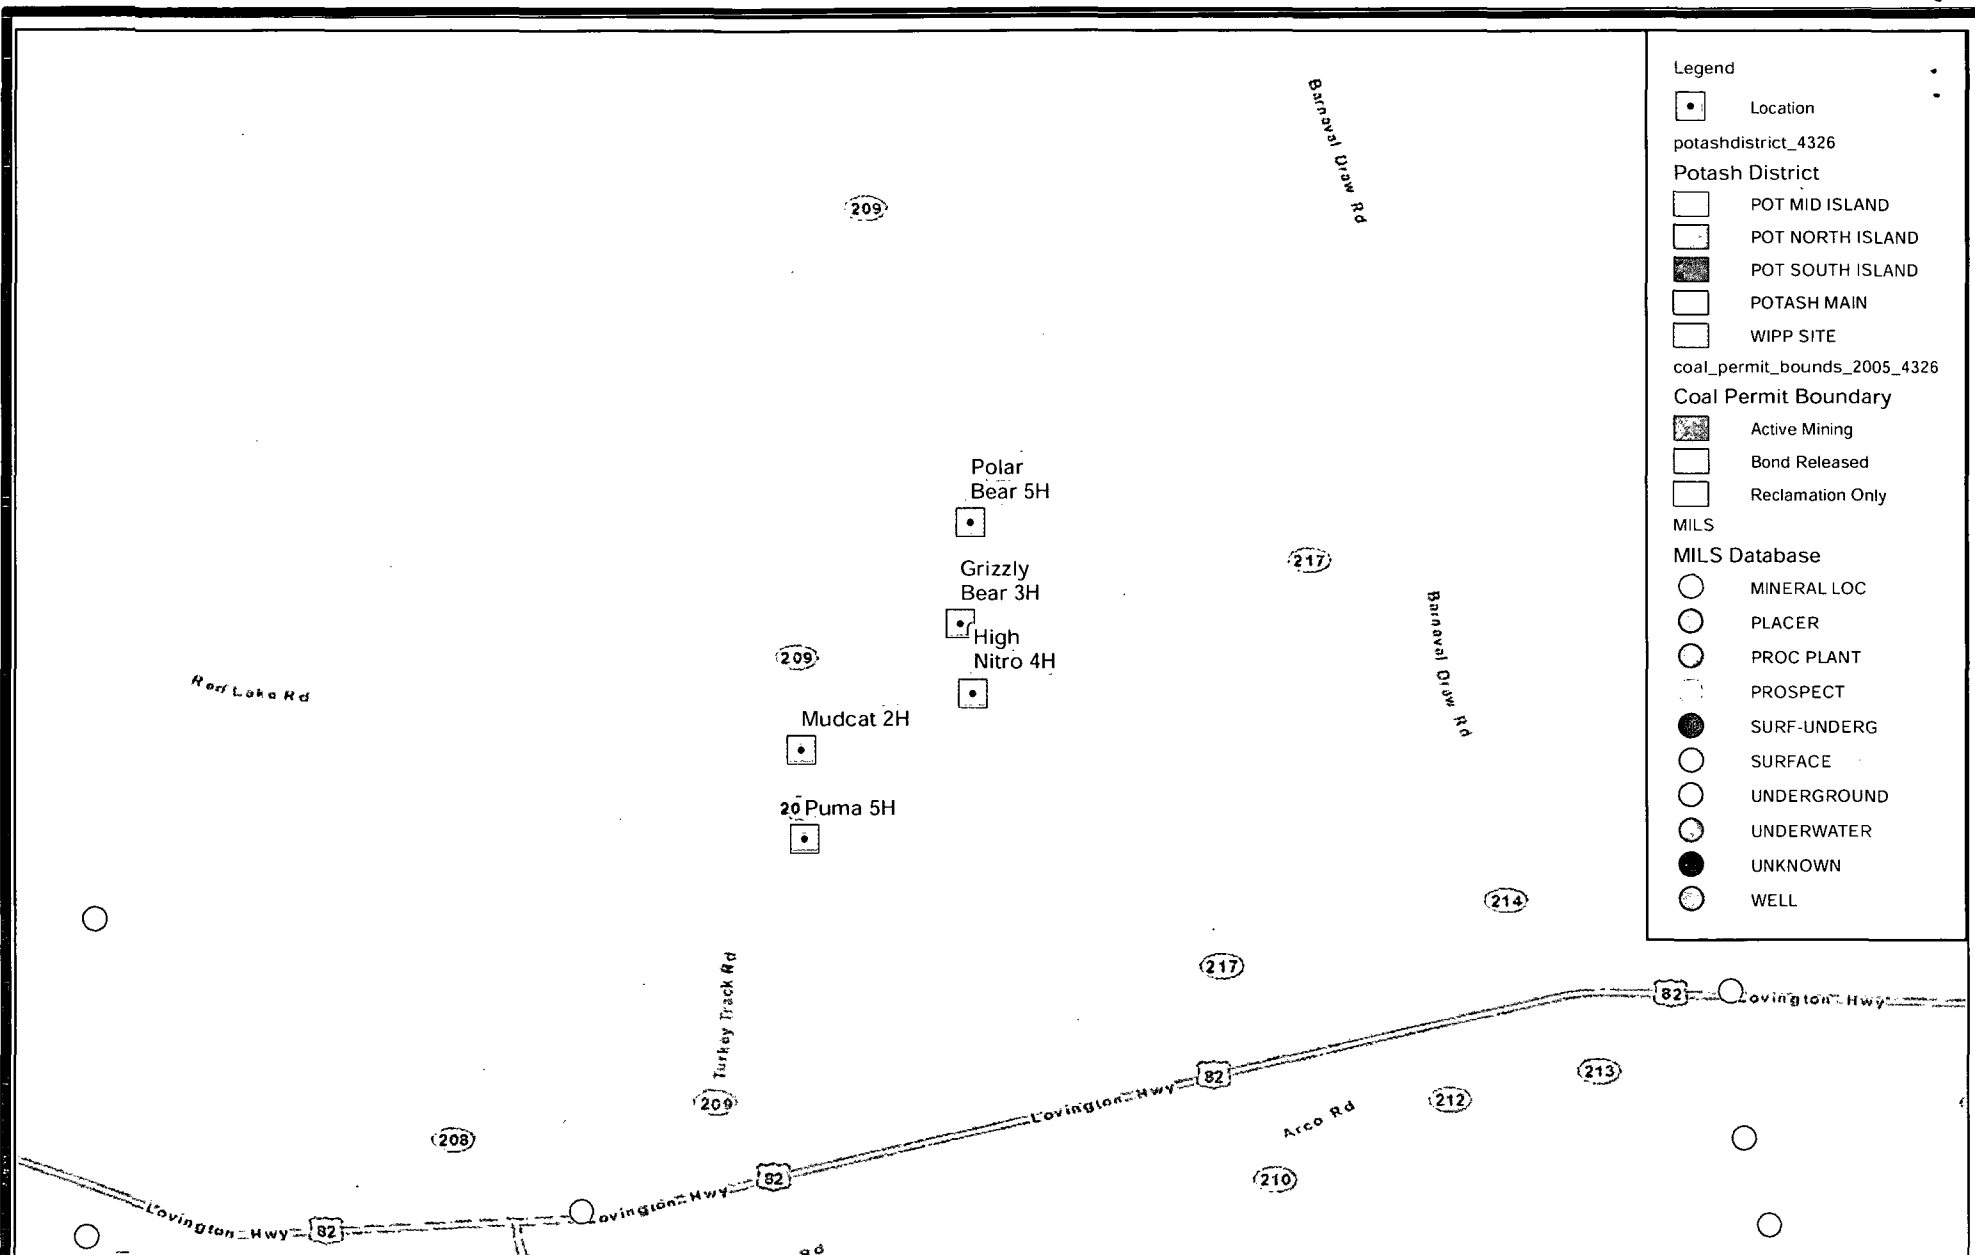 Legend
Location
potashdistrict_4326
Potash District
POT MID ISLAND
POT NORTH ISLAND
POT SOUTH ISLAND
POTASH MAIN
WIPP SITE
coal_permit_bounds_2005_4326
Coal Permit Boundary
Active Mining
Bond Released
Reclamation Only
MILS
MILS Database
MINERAL LOC
PLACER
PROC PLANT
PROSPECT
SURF-UNDERG
SURFACE
UNDERGROUND
UNDERWATER
UNKNOWN
WELL
Barnaval Draw Rd
209
Polar
Bear 5H
217
Grizzly
Bear 3H
Barnaval Draw Rd
High
Nitro 4H
209
Red Lake Rd
Mudcat 2H
20 Puma 5H
214
Turkey Track Rd
217
82
Lovington Hwy
82
213
Lovington Hwy
209
212
Arco Rd
208
82
210
Lovington Hwy
82
Lovington Hwy
Rd